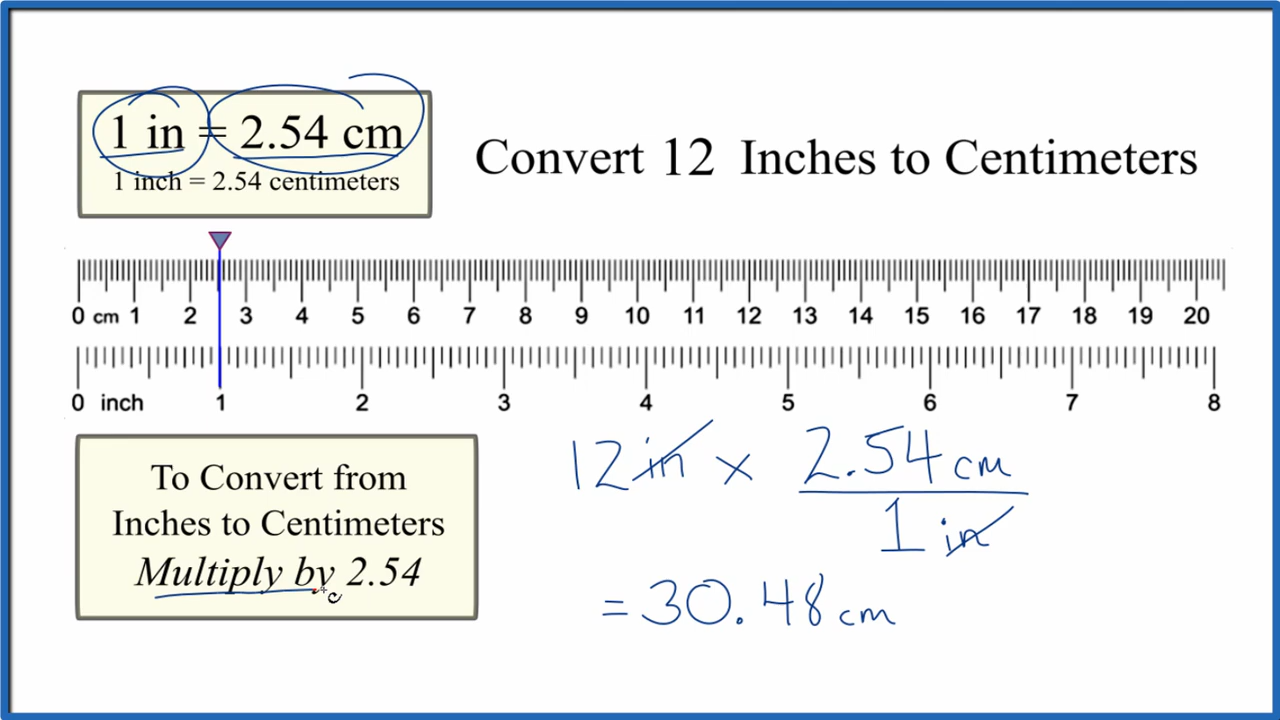 1 in = 2.54 cm
1 inch = 2.54 centimeters
Convert 12 Inches to Centimeters
0 cm 1 2 3 4 5 6 7 8 9 10 11 12 13 14 15 16 17 18 19 20
0 inch 1 2 3 4 5 6 7 8
To Convert from
Inches to Centimeters
Multiply by 2.54
12 in x 2.54 cm
1 in
= 30.48 cm